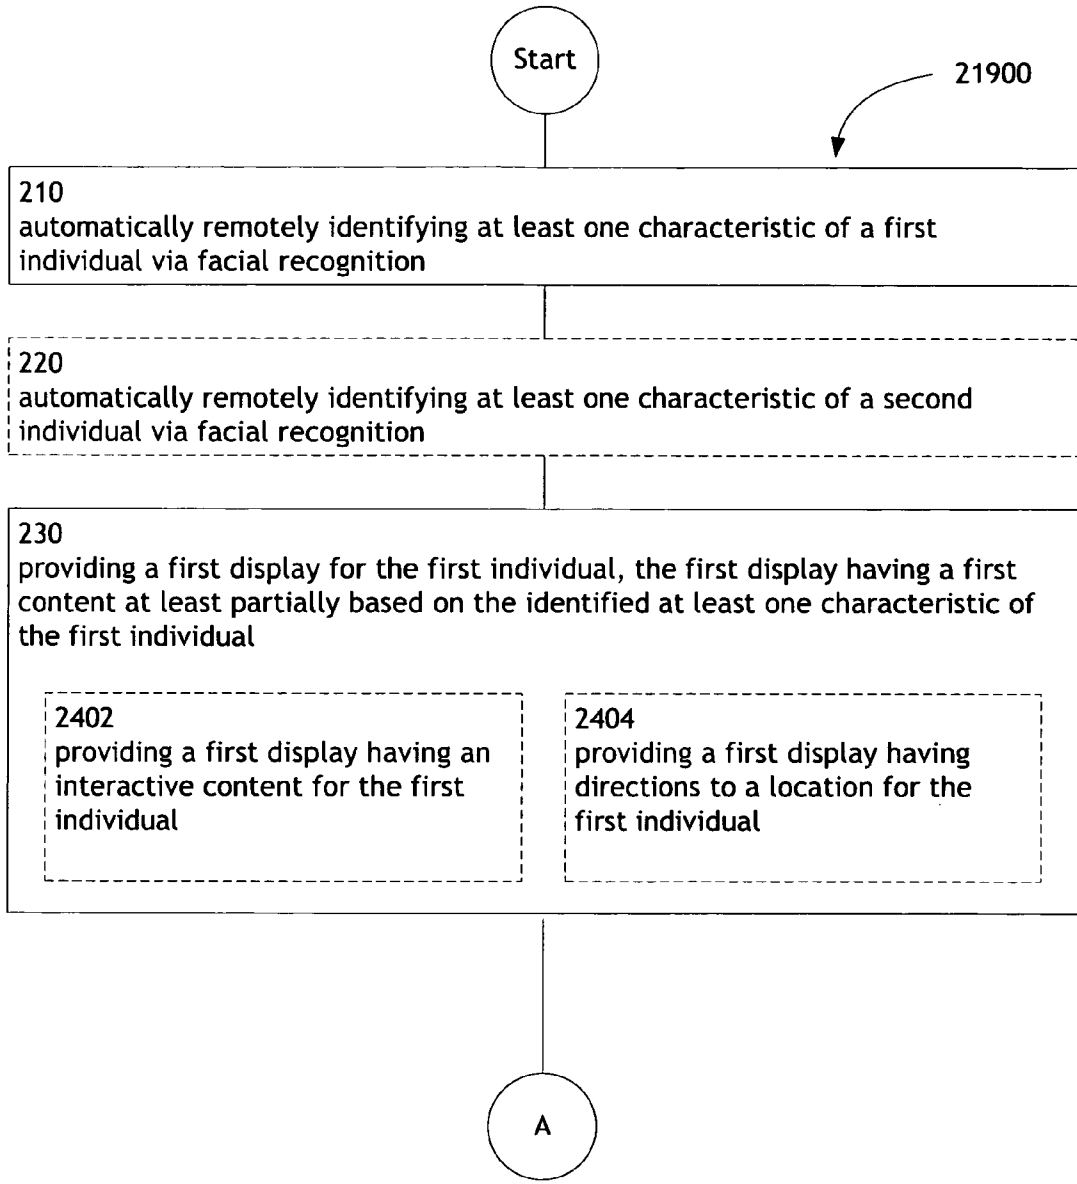 Start
21900
210
automatically remotely identifying at least one characteristic of a first
individual via facial recognition
220
automatically remotely identifying at least one characteristic of a second
individual via facial recognition
230
providing a first display for the first individual, the first display having a first
content at least partially based on the identified at least one characteristic of
the first individual
2402
providing a first display having an
interactive content for the first
individual
2404
providing a first display having
directions to a location for the
first individual
A